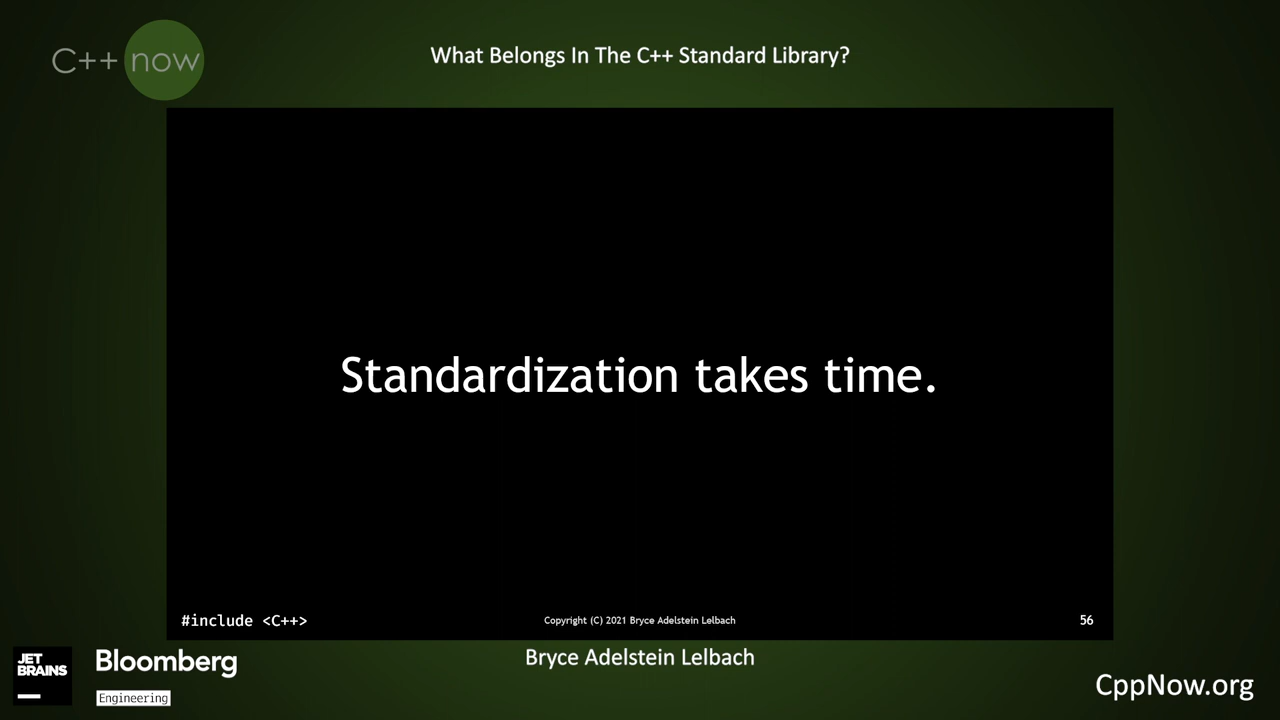 C++ now
What Belongs In The C++ Standard Library?
Standardization takes time.
#include <C++>
Copyright (C) 2021 Bryce Adelstein Lelbach
56
JET
BRAINS
Bloomberg
Engineering
Bryce Adelstein Lelbach
CppNow.org